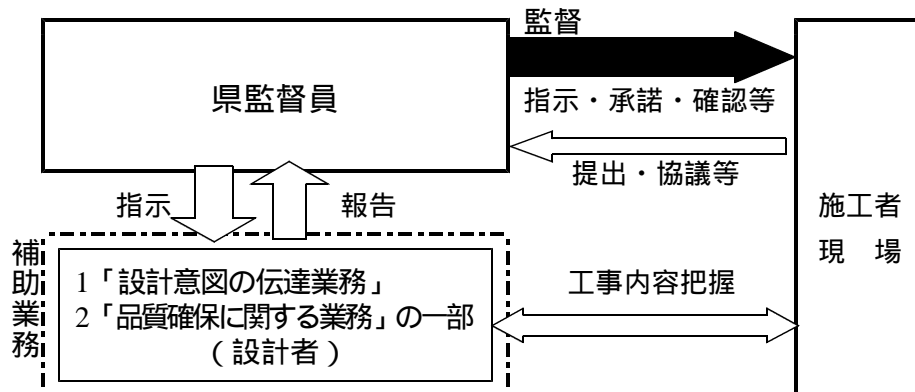 監督
県監督員
指示・承諾・確認等
提出・協議等
指示
報告
施工者
現　場
補助業務
1「設計意図の伝達業務」
2「品質確保に関する業務」の一部
(設計者)
工事内容把握